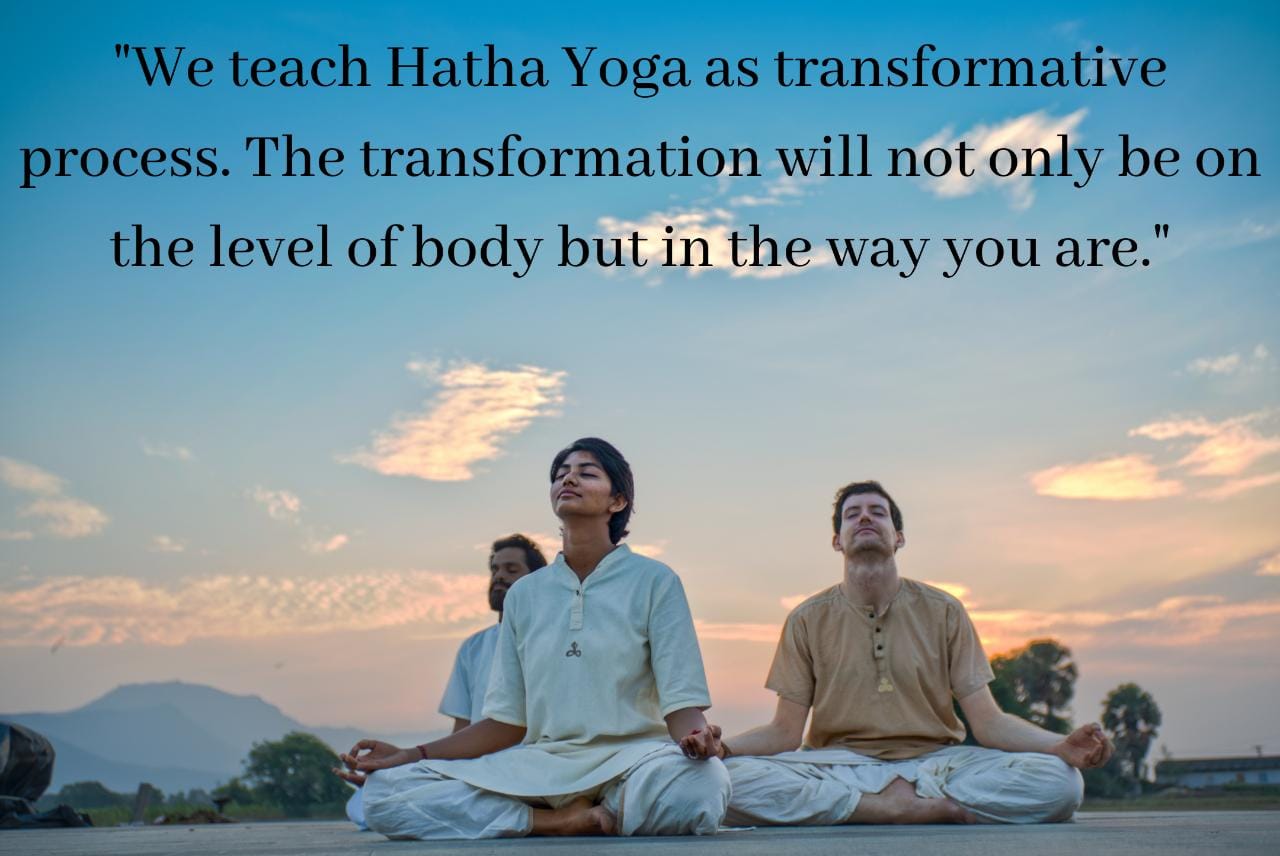 "We teach Hatha Yoga as transformative
process. The transformation will not only be on
the level of body but in the way you are."